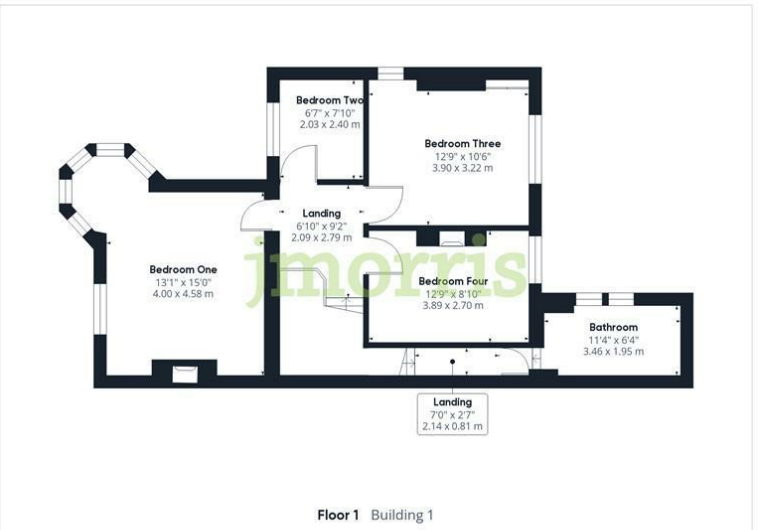 Bedroom Two
6'7" x 7'10"
2.03 x 2.40 m
Bedroom Three
12'9" x 10'6"
3.90 x 3.22 m
Landing
6'10" x 9'2"
2.09 x 2.79 m
Bedroom One
13'1" x 15'0"
4.00 x 4.58 m
jmorris
Bedroom Four
12'9" x 8'10"
3.89 x 2.70 m
Bathroom
11'4" x 6'4"
3.46 x 1.95 m
Landing
7'0" x 2'7"
2.14 x 0.81 m
Floor 1 Building 1